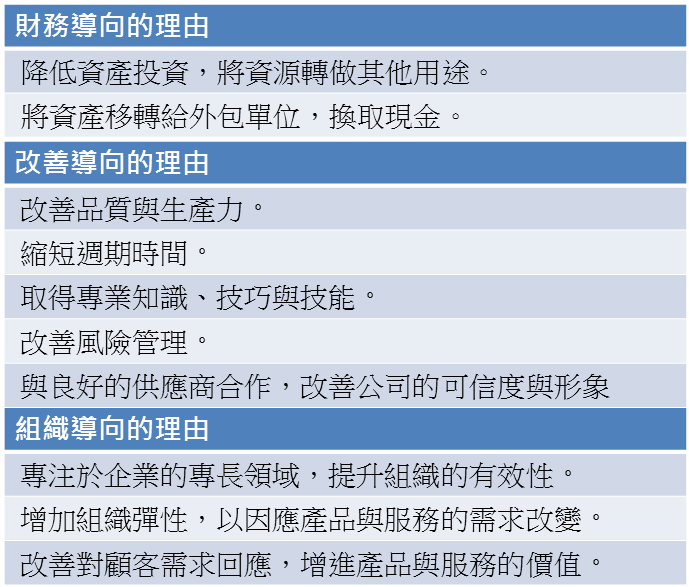 財務導向的理由
降低資產投資，將資源轉做其他用途。
將資產移轉給外包單位，換取現金。
改善導向的理由
改善品質與生產力。
縮短週期時間。
取得專業知識、技巧與技能。
改善風險管理。
與良好的供應商合作，改善公司的可信度與形象
組織導向的理由
專注於企業的專長領域，提升組織的有效性。
增加組織彈性，以因應產品與服務的需求改變。
改善對顧客需求回應，增進產品與服務的價值。